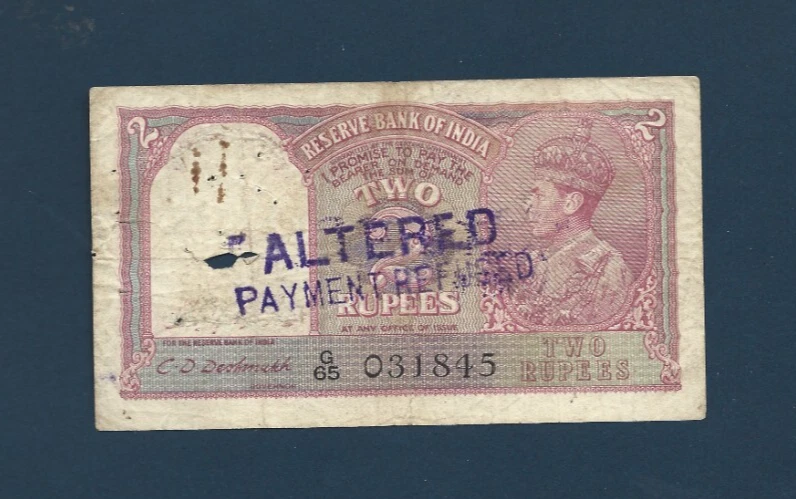 2
2
RESERVE BANK OF INDIA
I PROMISE TO PAY THE
BEARER ON DEMAND
THE SUM OF
TWO
2
RUPEES
AT ANY OFFICE OF ISSUE
ALTERED
PAYMENT REFUSED
FOR THE RESERVE BANK OF INDIA
C D Deshmukh
GOVERNOR
G/65 031845
TWO
RUPEES